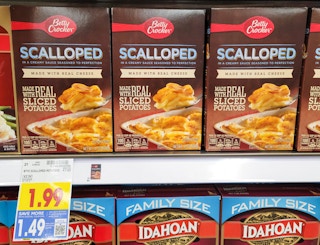 Betty Crocker
SCALLOPED
IN A CREAMY SAUCE SEASONED TO PERFECTION
MADE WITH REAL CHEESE
MADE WITH REAL
SLICED
POTATOES
Betty Crocker
SCALLOPED
IN A CREAMY SAUCE SEASONED TO PERFECTION
MADE WITH REAL CHEESE
MADE WITH REAL
SLICED
POTATOES
Betty Crocker
SCALLOPED
IN A CREAMY SAUCE SEASONED TO PERFECTION
MADE WITH REAL CHEESE
MADE WITH REAL
SLICED
POTATOES
1.99
SAVE MORE
1.49
FAMILY SIZE
IDAHOAN
FAMILY SIZE
IDAHOAN